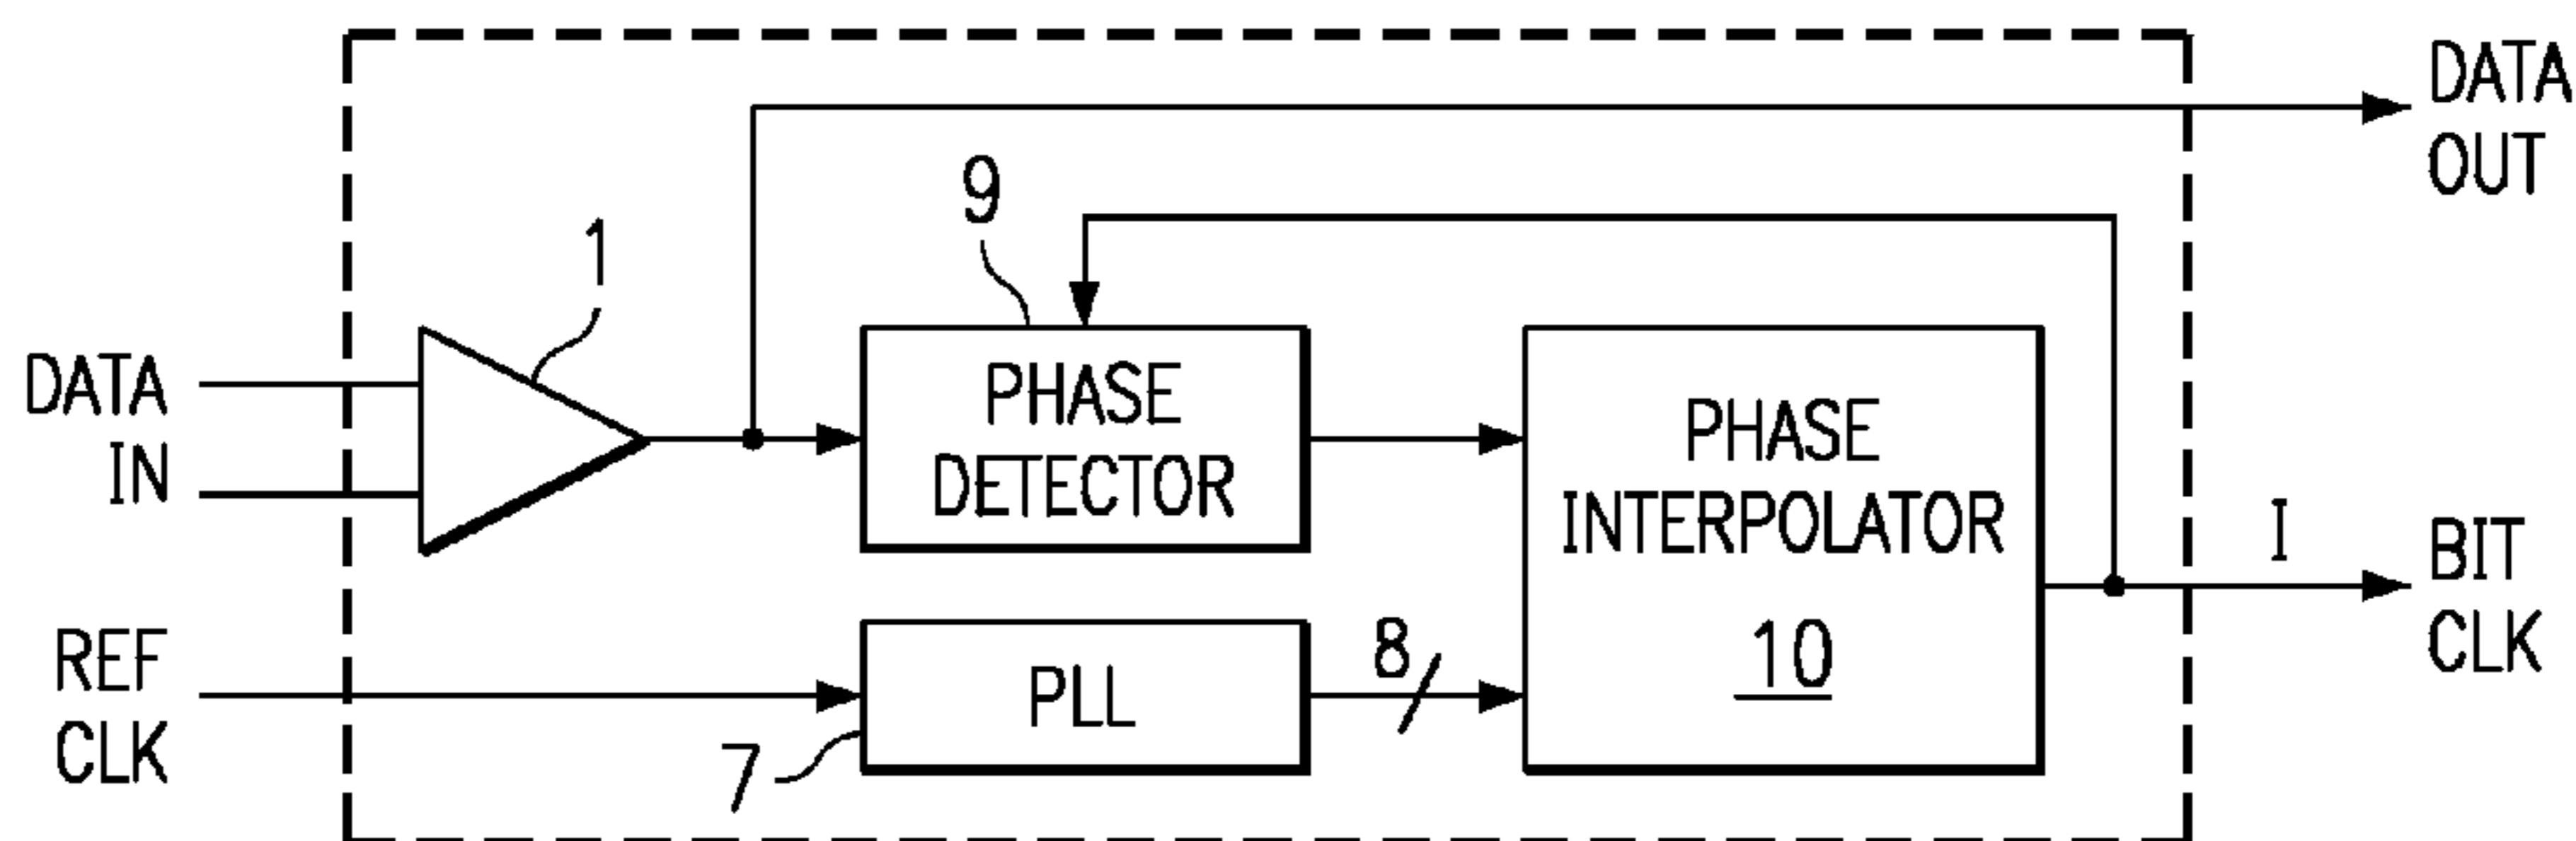 DATA
OUT
9
1
DATA
IN
PHASE
DETECTOR
PHASE
INTERPOLATOR
10
I
BIT
CLK
REF
CLK
7
PLL
8